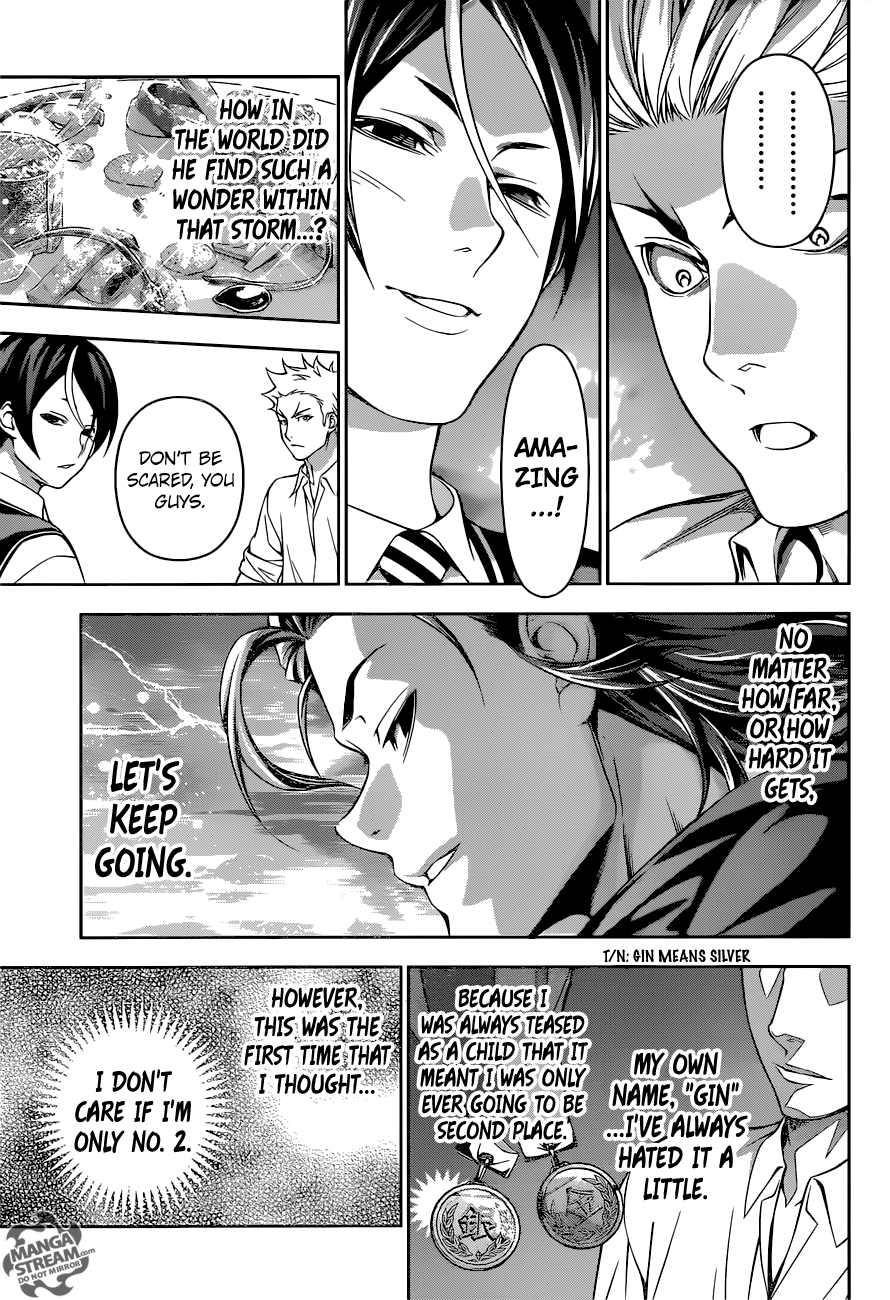 ..........
AMA-
ZING
...!
HOW IN
THE WORLD DID
HE FIND SUCH A
WONDER WITHIN
THAT STORM...?
DON'T BE
SCARED, YOU
GUYS.
NO
MATTER
HOW FAR,
OR HOW
HARD IT
GETS,
LET'S
KEEP
GOING.
T/N: GIN MEANS SILVER
MY OWN
NAME, "GIN"
...I'VE ALWAYS
HATED IT A
LITTLE.
BECAUSE I
WAS ALWAYS TEASED
AS A CHILD THAT IT
MEANT I WAS ONLY
EVER GOING TO BE
SECOND PLACE.
銀
HOWEVER,
THIS WAS THE
FIRST TIME THAT
I THOUGHT...
I DON'T
CARE IF I'M
ONLY NO. 2.
MANGA
STREAM.com
DO NOT MIRROR!